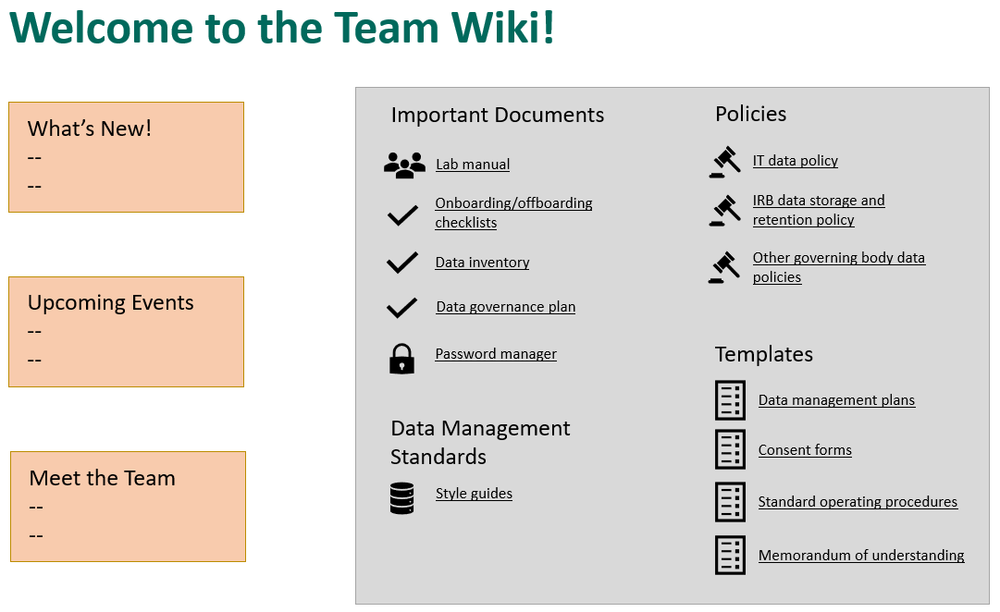 Welcome to the Team Wiki!
What's New!
--
--
Upcoming Events
--
--
Meet the Team
--
--
Important Documents
Lab manual
Onboarding/offboarding
checklists
Data inventory
Data governance plan
Password manager
Data Management
Standards
Style guides
Policies
IT data policy
IRB data storage and
retention policy
Other governing body data
policies
Templates
Data management plans
Consent forms
Standard operating procedures
Memorandum of understanding